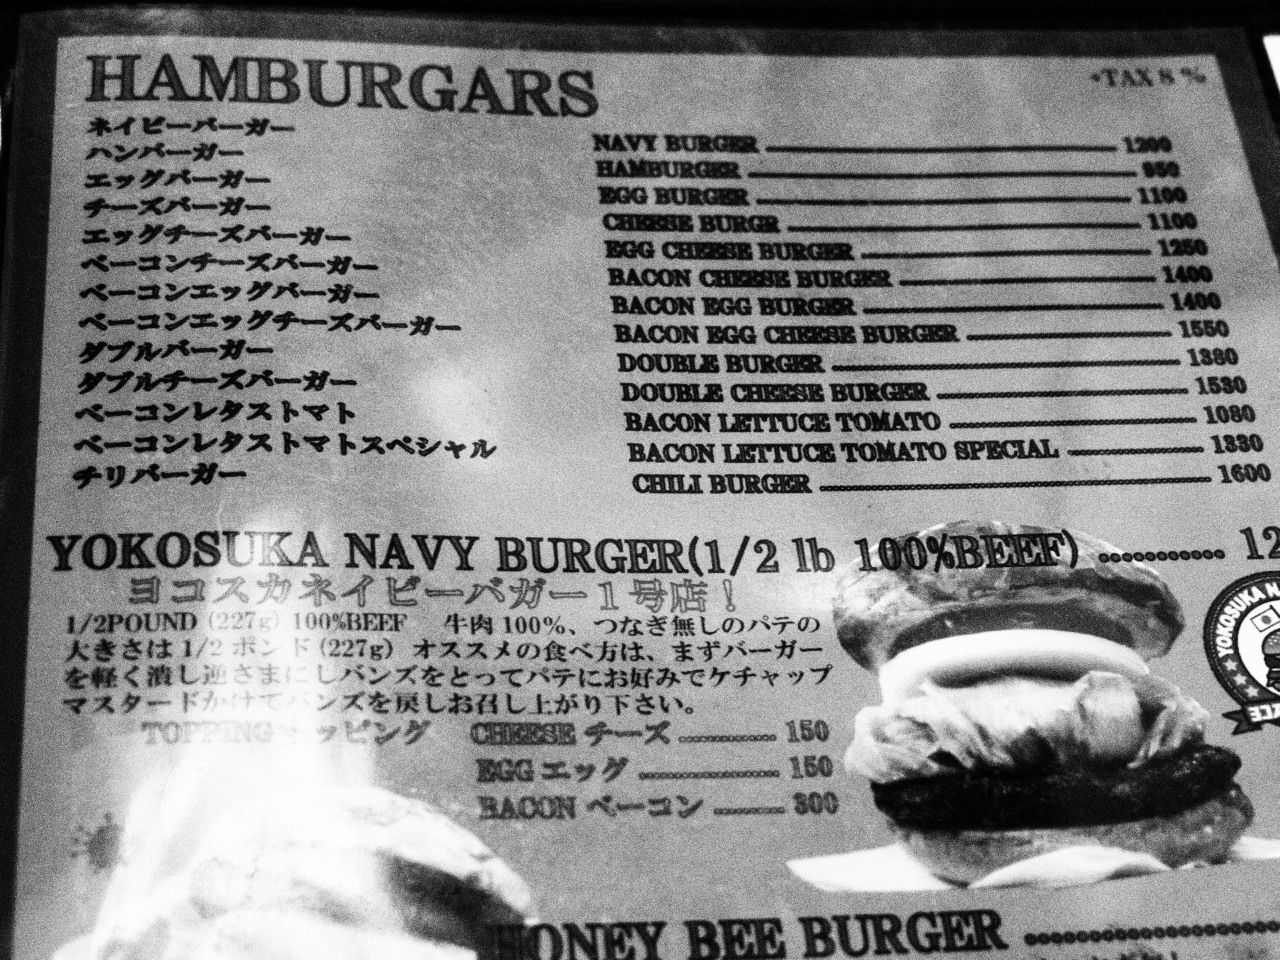 HAMBURGARS
+TAX 8 %
ネイビーバーガー NAVY BURGER 1200
ハンバーガー HAMBURGER 950
エッグバーガー EGG BURGER 1100
チーズバーガー CHEESE BURGR 1100
エッグチーズバーガー EGG CHEESE BURGER 1250
ベーコンチーズバーガー BACON CHEESE BURGER 1400
ベーコンエッグバーガー BACON EGG BURGER 1400
ベーコンエッグチーズバーガー BACON EGG CHEESE BURGER 1550
ダブルバーガー DOUBLE BURGER 1380
ダブルチーズバーガー DOUBLE CHEESE BURGER 1530
ベーコンレタストマト BACON LETTUCE TOMATO 1080
ベーコンレタストマトスペシャル BACON LETTUCE TOMATO SPECIAL 1330
チリバーガー CHILI BURGER 1600
YOKOSUKA NAVY BURGER(1/2 lb 100%BEEF) ............ 12
ヨコスカネイビーバガー1号店！
1/2POUND (227g) 100%BEEF 牛肉100%、つなぎ無しのパテの
大きさは1/2ポンド(227g) オススメの食べ方は、まずバーガー
を軽く潰し逆さまにしバンズをとってパテにお好みでケチャップ
マスタードかけてバンズを戻しお召し上がり下さい。
TOPPING トッピング CHEESE チーズ 150
EGG エッグ 150
BACON ベーコン 300
YOKOSUKA N
HONEY BEE BURGER